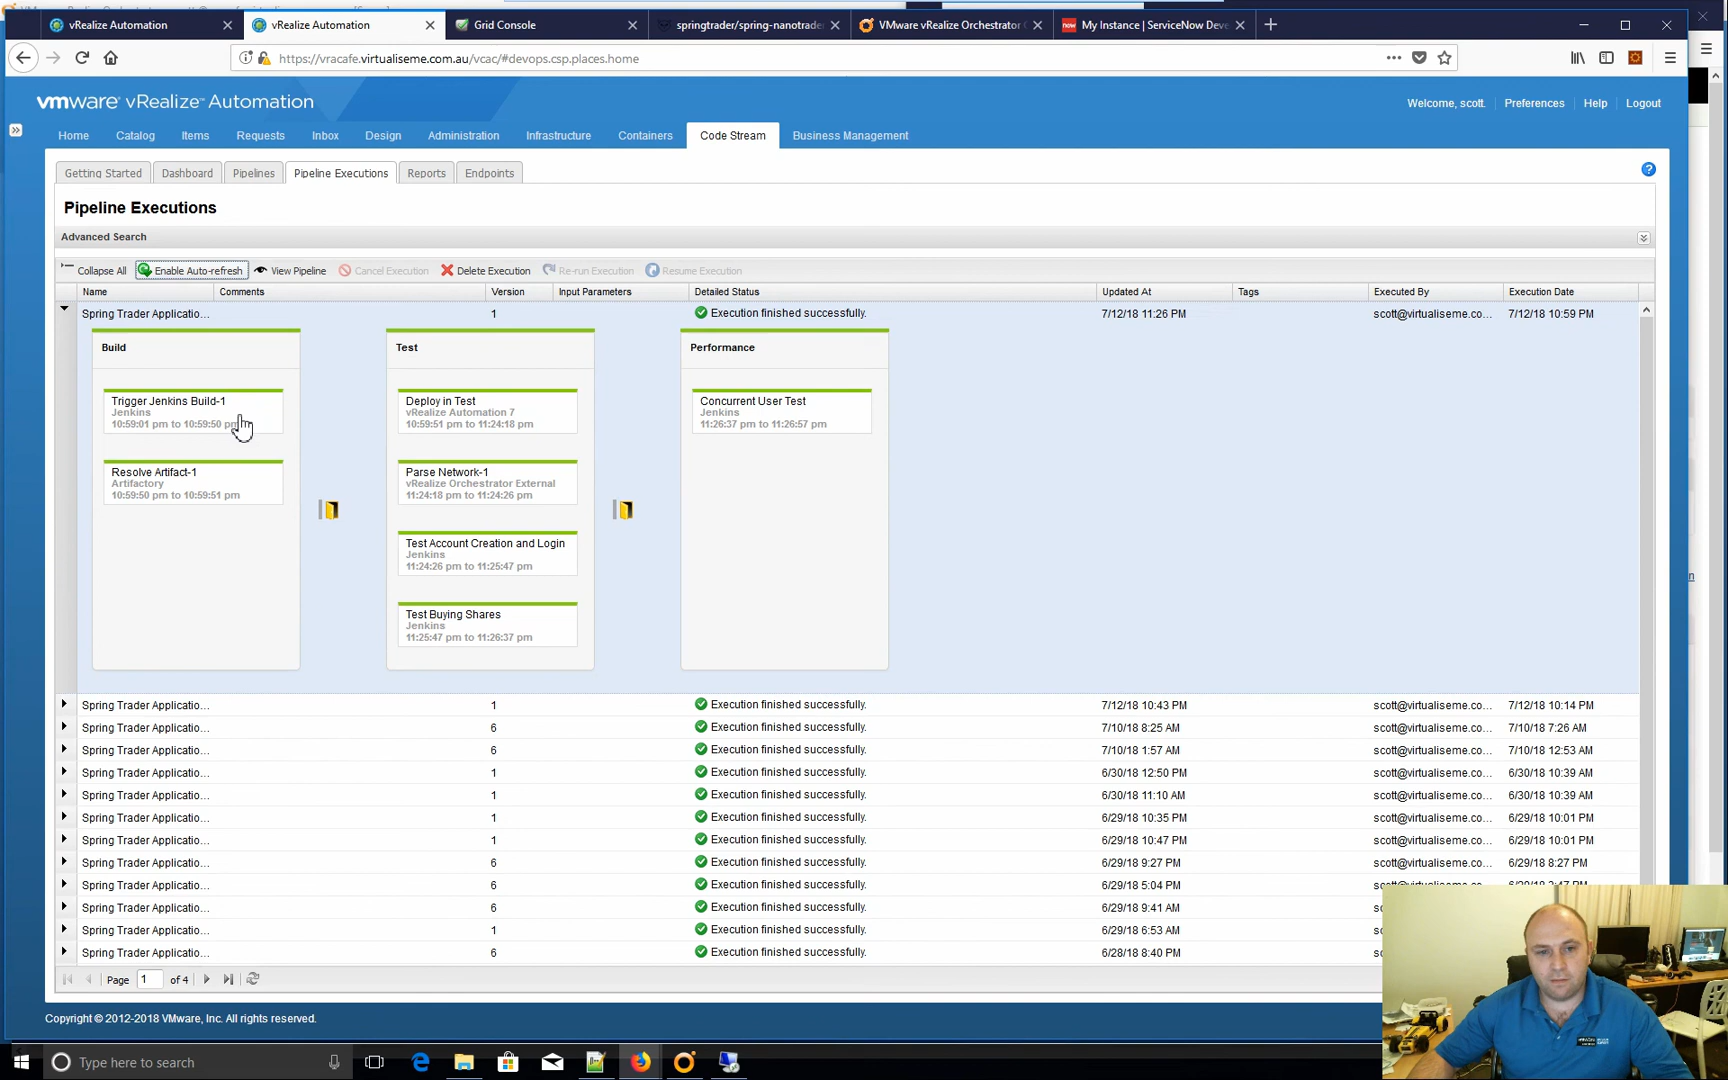 vRealize Automation
vRealize Automation
Grid Console
springtrader/spring-nanotrade
VMware vRealize Orchestrator
My Instance | ServiceNow Deve
https://vracafe.virtualiseme.com.au/vcac/#devops.csp.places.home
vmware vRealize™ Automation
Welcome, scott. Preferences Help Logout
Home Catalog Items Requests Inbox Design Administration Infrastructure Containers Code Stream Business Management
Getting Started Dashboard Pipelines Pipeline Executions Reports Endpoints
Pipeline Executions
Advanced Search
Collapse All Enable Auto-refresh View Pipeline Cancel Execution Delete Execution Re-run Execution Resume Execution
Name Comments Version Input Parameters Detailed Status Updated At Tags Executed By Execution Date
Spring Trader Applicatio... 1 Execution finished successfully. 7/12/18 11:26 PM scott@virtualiseme.co... 7/12/18 10:59 PM
Build
Trigger Jenkins Build-1
Jenkins
10:59:01 pm to 10:59:50 pm
Resolve Artifact-1
Artifactory
10:59:50 pm to 10:59:51 pm
Test
Deploy in Test
vRealize Automation 7
10:59:51 pm to 11:24:18 pm
Parse Network-1
vRealize Orchestrator External
11:24:18 pm to 11:24:26 pm
Test Account Creation and Login
Jenkins
11:24:26 pm to 11:25:47 pm
Test Buying Shares
Jenkins
11:25:47 pm to 11:26:37 pm
Performance
Concurrent User Test
Jenkins
11:26:37 pm to 11:26:57 pm
Spring Trader Applicatio... 1 Execution finished successfully. 7/12/18 10:43 PM scott@virtualiseme.co... 7/12/18 10:14 PM
Spring Trader Applicatio... 6 Execution finished successfully. 7/10/18 8:25 AM scott@virtualiseme.co... 7/10/18 7:26 AM
Spring Trader Applicatio... 6 Execution finished successfully. 7/10/18 1:57 AM scott@virtualiseme.co... 7/10/18 12:53 AM
Spring Trader Applicatio... 1 Execution finished successfully. 6/30/18 12:50 PM scott@virtualiseme.co... 6/30/18 10:39 AM
Spring Trader Applicatio... 1 Execution finished successfully. 6/30/18 11:10 AM scott@virtualiseme.co... 6/30/18 10:39 AM
Spring Trader Applicatio... 1 Execution finished successfully. 6/29/18 10:35 PM scott@virtualiseme.co... 6/29/18 10:01 PM
Spring Trader Applicatio... 1 Execution finished successfully. 6/29/18 10:47 PM scott@virtualiseme.co... 6/29/18 10:01 PM
Spring Trader Applicatio... 6 Execution finished successfully. 6/29/18 9:27 PM scott@virtualiseme.co... 6/29/18 8:27 PM
Spring Trader Applicatio... 6 Execution finished successfully. 6/29/18 5:04 PM
Spring Trader Applicatio... 6 Execution finished successfully. 6/29/18 9:41 AM
Spring Trader Applicatio... 1 Execution finished successfully. 6/29/18 6:53 AM
Spring Trader Applicatio... 6 Execution finished successfully. 6/28/18 8:40 PM
Page 1 of 4
Copyright © 2012-2018 VMware, Inc. All rights reserved.
Type here to search